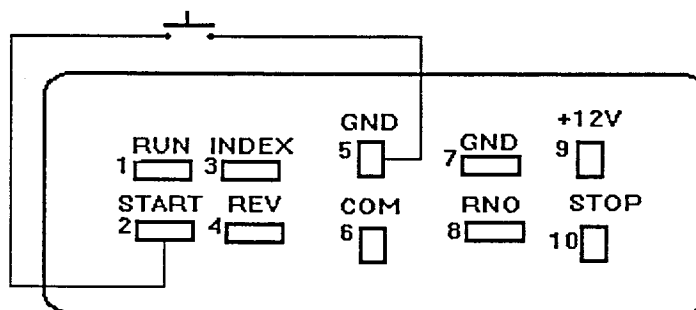 GND +12V
RUN INDEX 5 GND 9
1 3 7
START REV COM RNO STOP
2 4 6 8 10